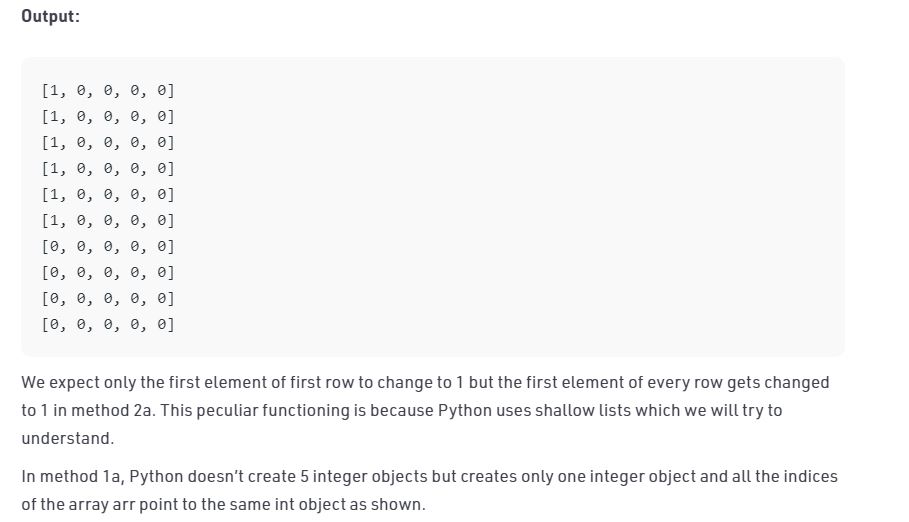 Output:
[1, 0, 0, 0, 0]
[1, 0, 0, 0, 0]
[1, 0, 0, 0, 0]
[1, 0, 0, 0, 0]
[1, 0, 0, 0, 0]
[1, 0, 0, 0, 0]
[0, 0, 0, 0, 0]
[0, 0, 0, 0, 0]
[0, 0, 0, 0, 0]
[0, 0, 0, 0, 0]
We expect only the first element of first row to change to 1 but the first element of every row gets changed
to 1 in method 2a. This peculiar functioning is because Python uses shallow lists which we will try to
understand.
In method 1a, Python doesn't create 5 integer objects but creates only one integer object and all the indices
of the array arr point to the same int object as shown.